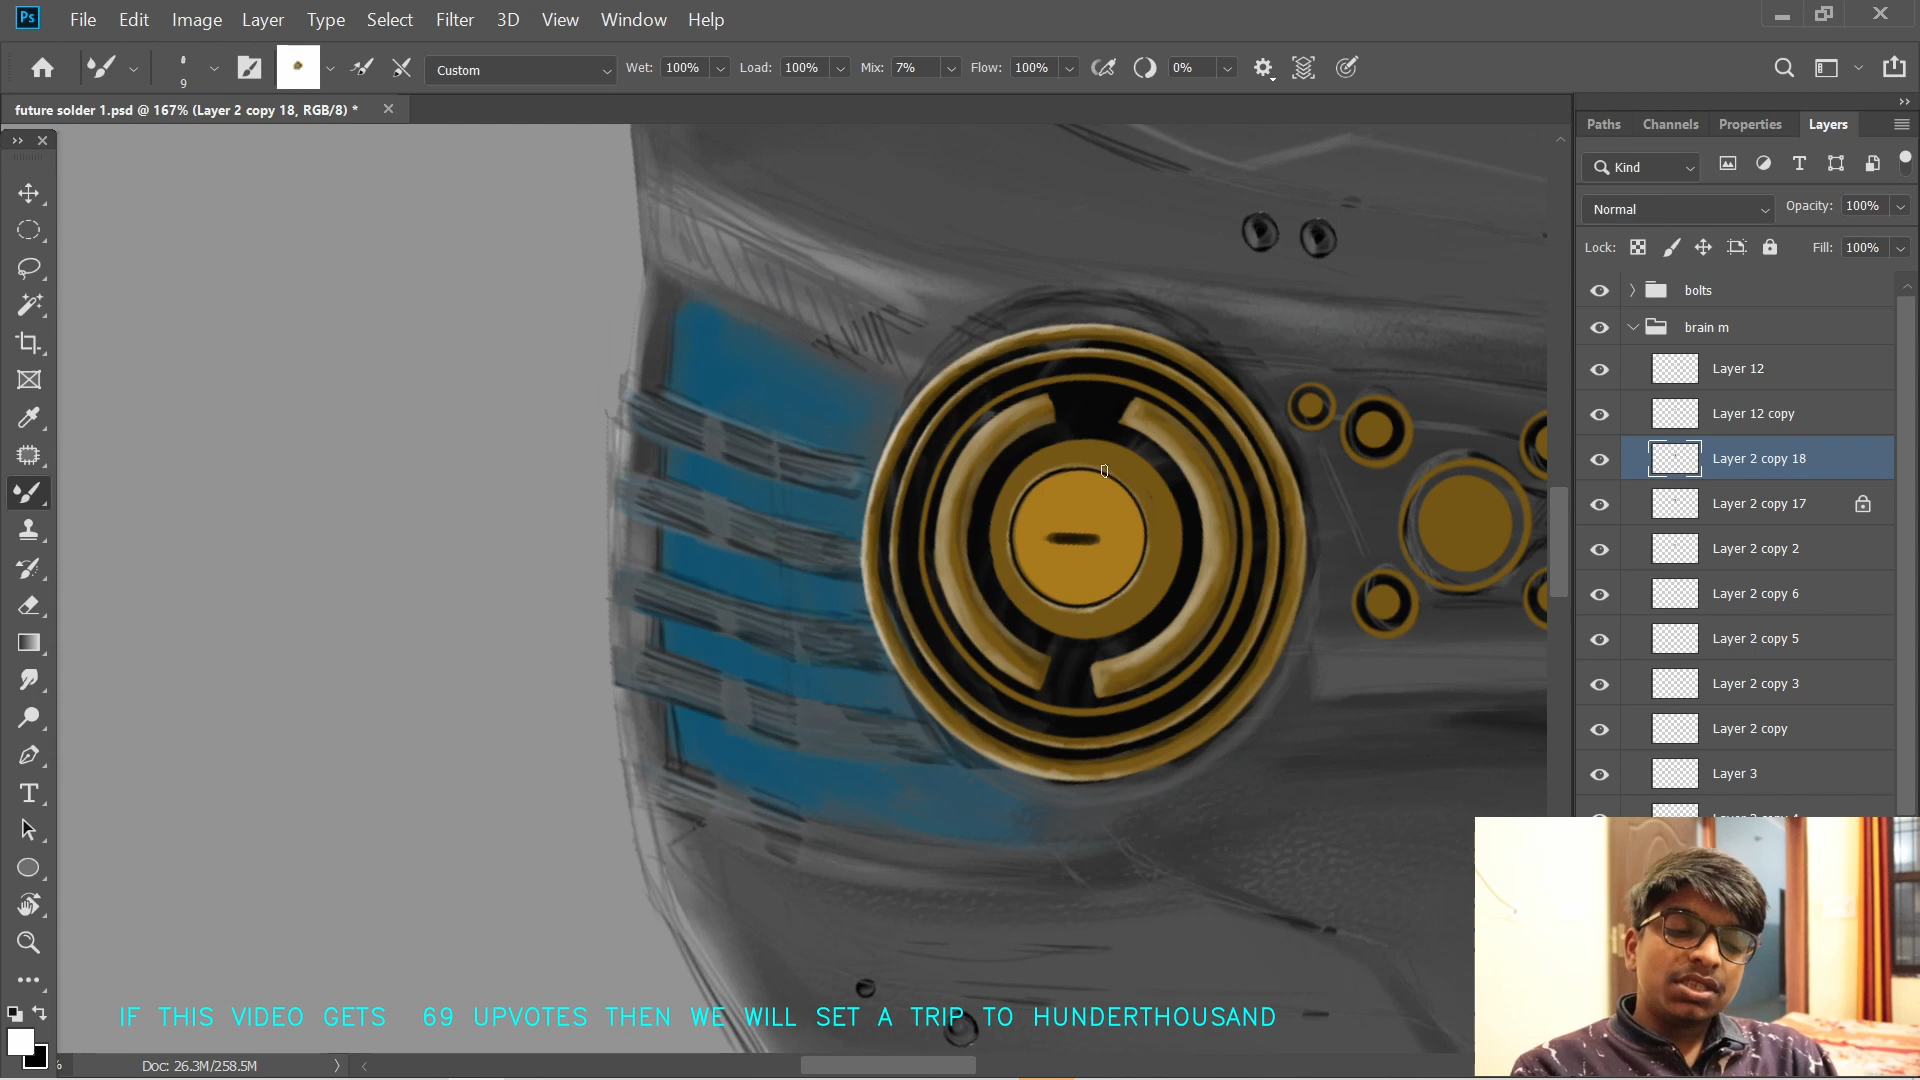 Ps File Edit Image Layer Type Select Filter 3D View Window Help
9 Custom Wet: 100% Load: 100% Mix: 7% Flow: 100% 0%
future solder 1.psd @ 167% (Layer 2 copy 18, RGB/8) *
Paths Channels Properties Layers
Kind
Normal Opacity: 100%
Lock: Fill: 100%
bolts
brain m
Layer 12
Layer 12 copy
Layer 2 copy 18
Layer 2 copy 17
Layer 2 copy 2
Layer 2 copy 6
Layer 2 copy 5
Layer 2 copy 3
Layer 2 copy
Layer 3
IF THIS VIDEO GETS 69 UPVOTES THEN WE WILL SET A TRIP TO HUNDERTHOUSAND
% Doc: 26.3M/258.5M